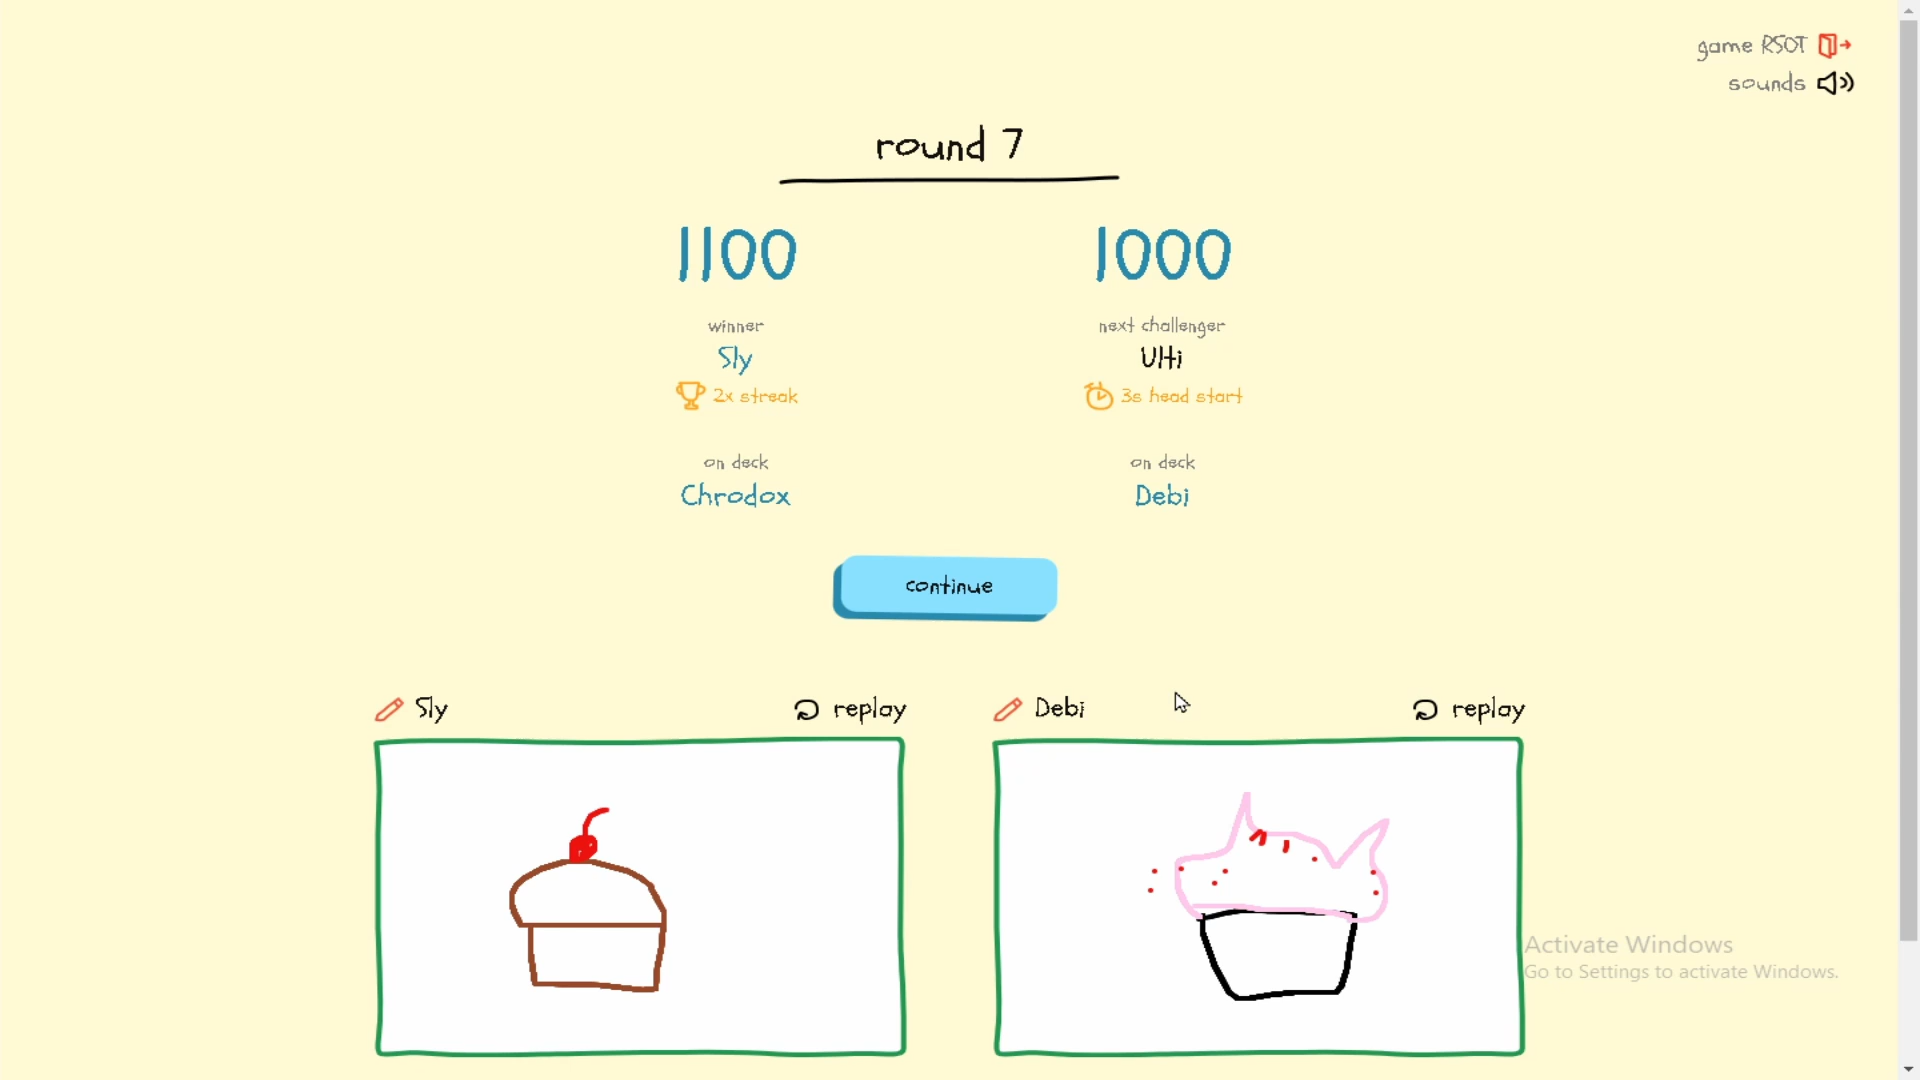 game RSOT
sounds
round 7
1100
1000
winner
next challenger
Sly
Ulti
2x streak
3s head start
on deck
on deck
Chrodox
Debi
continue
Sly
replay
Debi
replay
Activate Windows
Go to Settings to activate Windows.